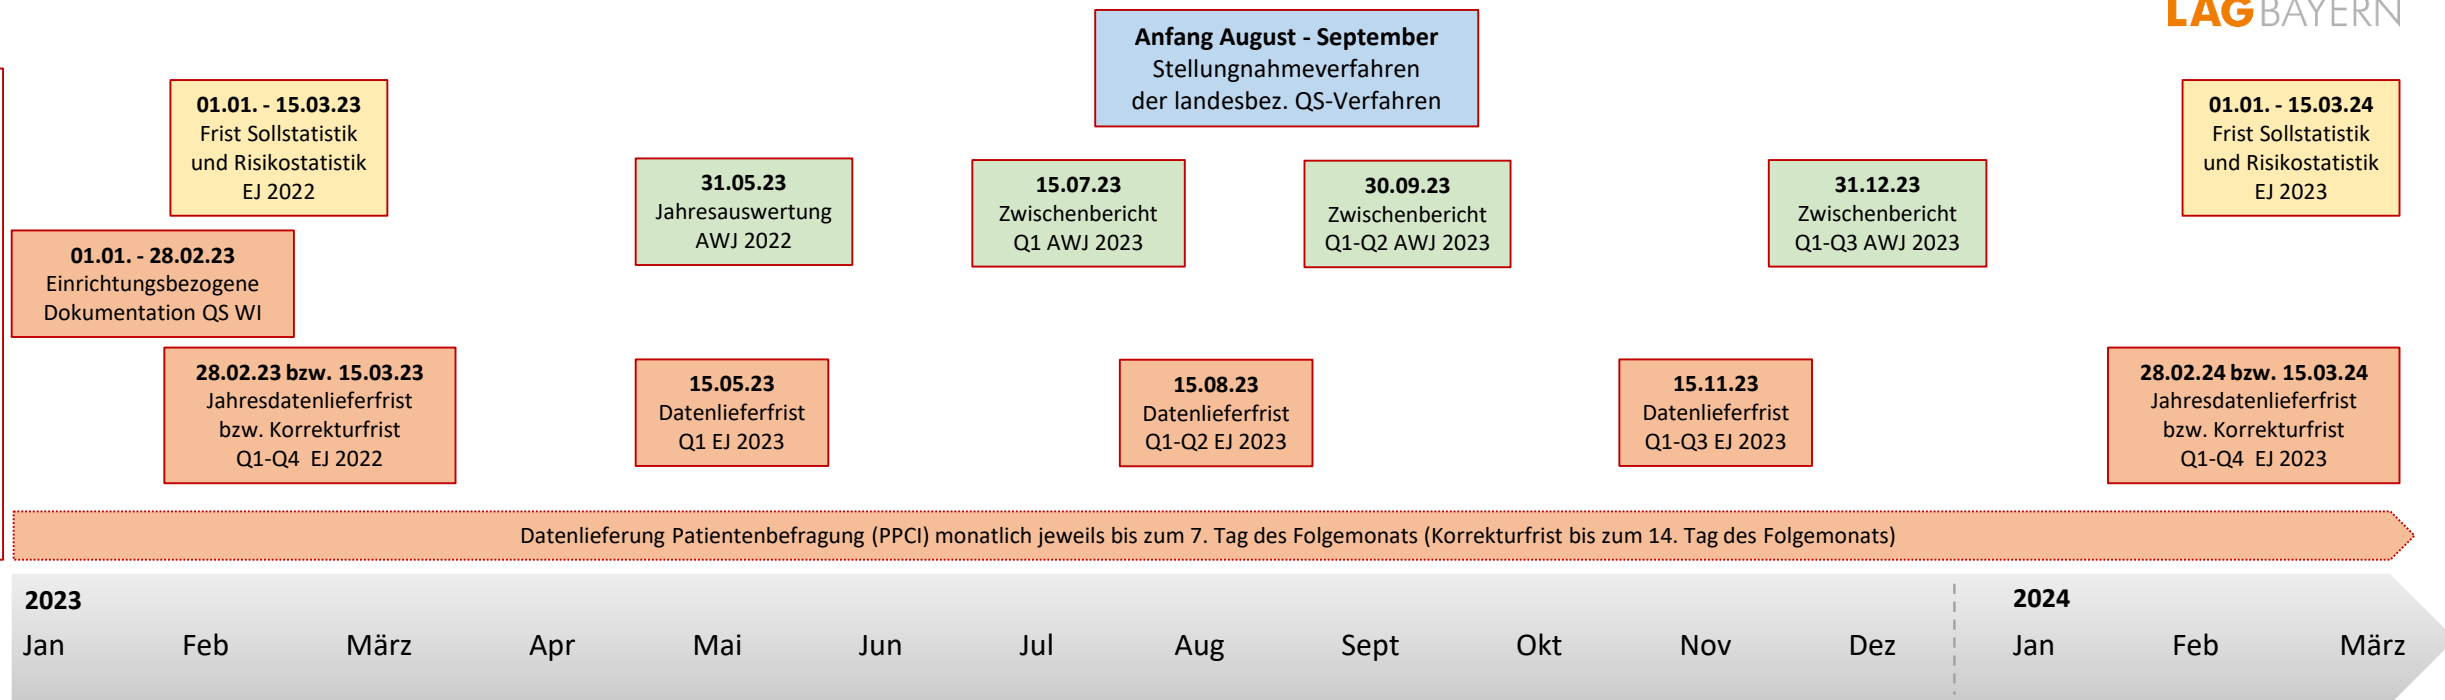 LAG BAYERN
Anfang August - September
Stellungnahmeverfahren
der landesbez. QS-Verfahren
01.01. - 15.03.23
Frist Sollstatistik
und Risikostatistik
EJ 2022
01.01. - 15.03.24
Frist Sollstatistik
und Risikostatistik
EJ 2023
31.05.23
Jahresauswertung
AWJ 2022
15.07.23
Zwischenbericht
Q1 AWJ 2023
30.09.23
Zwischenbericht
Q1-Q2 AWJ 2023
31.12.23
Zwischenbericht
Q1-Q3 AWJ 2023
01.01. - 28.02.23
Einrichtungsbezogene
Dokumentation QS WI
28.02.23 bzw. 15.03.23
Jahresdatenlieferfrist
bzw. Korrekturfrist
Q1-Q4 EJ 2022
15.05.23
Datenlieferfrist
Q1 EJ 2023
15.08.23
Datenlieferfrist
Q1-Q2 EJ 2023
15.11.23
Datenlieferfrist
Q1-Q3 EJ 2023
28.02.24 bzw. 15.03.24
Jahresdatenlieferfrist
bzw. Korrekturfrist
Q1-Q4 EJ 2023
Datenlieferung Patientenbefragung (PPCI) monatlich jeweils bis zum 7. Tag des Folgemonats (Korrekturfrist bis zum 14. Tag des Folgemonats)
2023 2024
Jan Feb März Apr Mai Jun Jul Aug Sept Okt Nov Dez Jan Feb März